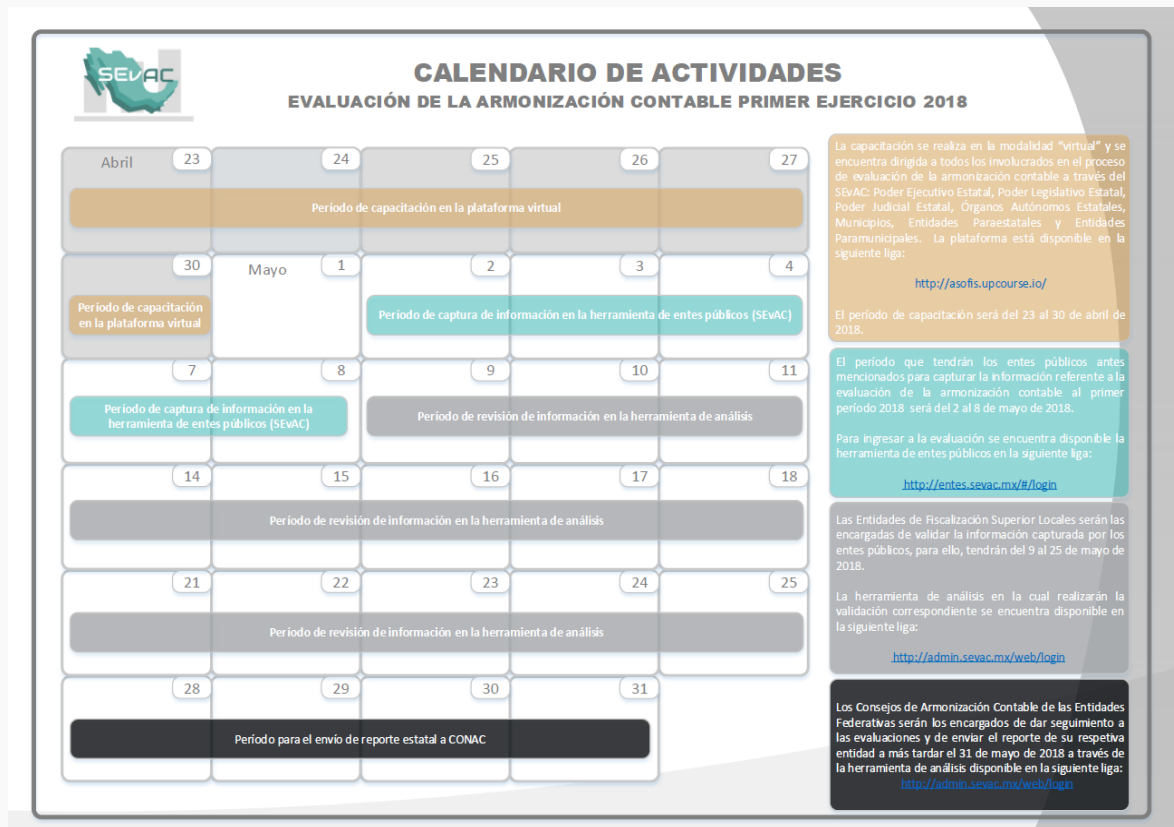 SEvAC
CALENDARIO DE ACTIVIDADES
EVALUACIÓN DE LA ARMONIZACIÓN CONTABLE PRIMER EJERCICIO 2018
Abril 23 24 25 26 27
Período de capacitación en la plataforma virtual
30 Mayo 1 2 3 4
Período de capacitación
en la plataforma virtual
Período de captura de información en la herramienta de entes públicos (SEvAC)
7 8 9 10 11
Período de captura de información en la
herramienta de entes públicos (SEvAC)
Período de revisión de información en la herramienta de análisis
14 15 16 17 18
Período de revisión de información en la herramienta de análisis
21 22 23 24 25
Período de revisión de información en la herramienta de análisis
28 29 30 31
Período para el envío de reporte estatal a CONAC
La capacitación se realiza en la modalidad “virtual” y se
encuentra dirigida a todos los involucrados en el proceso
de evaluación de la armonización contable a través del
SEvAC: Poder Ejecutivo Estatal, Poder Legislativo Estatal,
Poder Judicial Estatal, Órganos Autónomos Estatales,
Municipios, Entidades Paraestatales y Entidades
Paramunicipales. La plataforma está disponible en la
siguiente liga:
http://asofis.upcourse.io/
El período de capacitación será del 23 al 30 de abril de
2018.
El período que tendrán los entes públicos antes
mencionados para capturar la información referente a la
evaluación de la armonización contable al primer
período 2018 será del 2 al 8 de mayo de 2018.
Para ingresar a la evaluación se encuentra disponible la
herramienta de entes públicos en la siguiente liga:
http://entes.sevac.mx/#/login
Las Entidades de Fiscalización Superior Locales serán las
encargadas de validar la información capturada por los
entes públicos, para ello, tendrán del 9 al 25 de mayo de
2018.
La herramienta de análisis en la cual realizarán la
validación correspondiente se encuentra disponible en
la siguiente liga:
http://admin.sevac.mx/web/login
Los Consejos de Armonización Contable de las Entidades
Federativas serán los encargados de dar seguimiento a
las evaluaciones y de enviar el reporte de su respetiva
entidad a más tardar el 31 de mayo de 2018 a través de
la herramienta de análisis disponible en la siguiente liga:
http://admin.sevac.mx/web/login